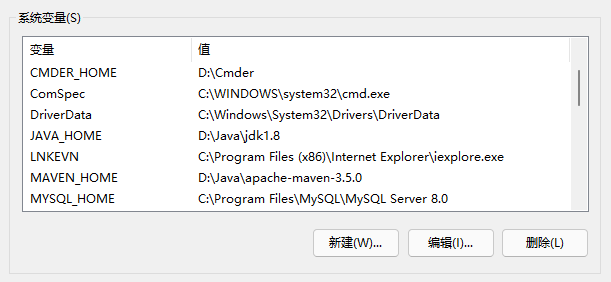 系统变量(S)
变量 值
CMDER_HOME D:\Cmder
ComSpec C:\WINDOWS\system32\cmd.exe
DriverData C:\Windows\System32\Drivers\DriverData
JAVA_HOME D:\Java\jdk1.8
LNKEVN C:\Program Files (x86)\Internet Explorer\iexplore.exe
MAVEN_HOME D:\Java\apache-maven-3.5.0
MYSQL_HOME C:\Program Files\MySQL\MySQL Server 8.0
新建(W)... 编辑(I)... 删除(L)